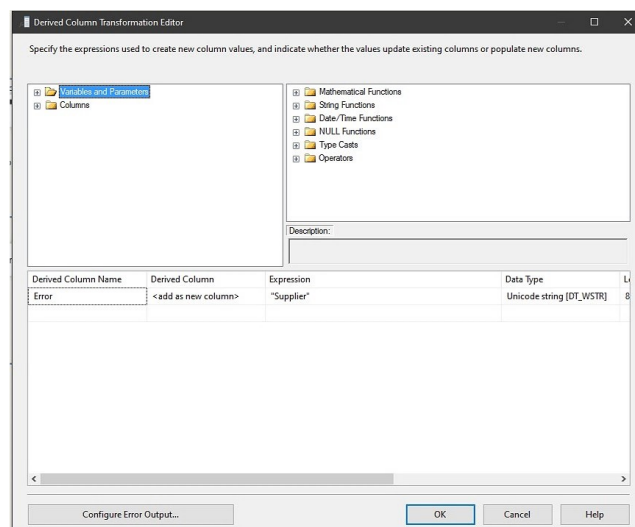 Derived Column Transformation Editor
Specify the expressions used to create new column values, and indicate whether the values update existing columns or populate new columns.
Variables and Parameters
Columns
Mathematical Functions
String Functions
Date/Time Functions
NULL Functions
Type Casts
Operators
Description:
Derived Column Name Derived Column Expression Data Type
Error <add as new column> "Supplier" Unicode string [DT_WSTR] 8
Configure Error Output... OK Cancel Help